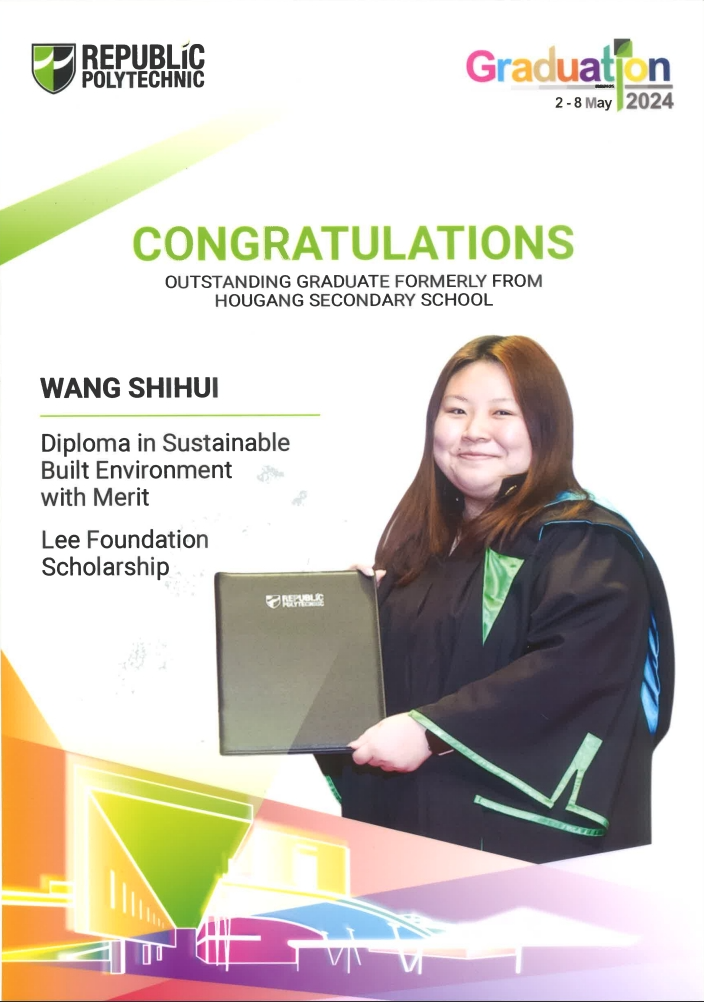 REPUBLIC
POLYTECHNIC
Graduation
2 - 8 May 2024
CONGRATULATIONS
OUTSTANDING GRADUATE FORMERLY FROM
HOUGANG SECONDARY SCHOOL
WANG SHIHUI
Diploma in Sustainable
Built Environment
with Merit
Lee Foundation
Scholarship
REPUBLIC
POLYTECHNIC